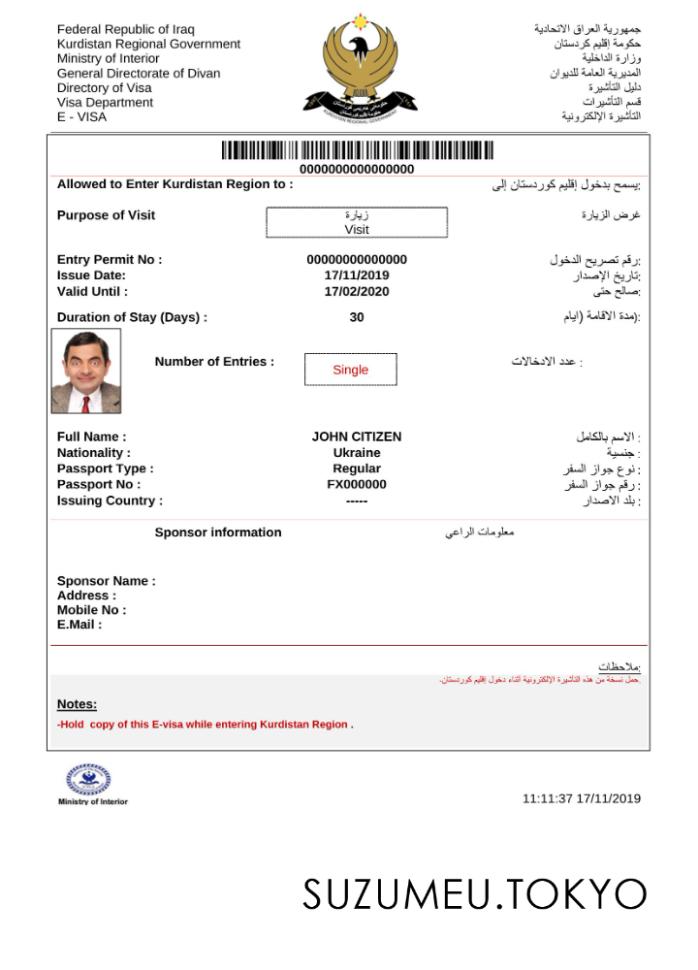 Federal Republic of Iraq
Kurdistan Regional Government
Ministry of Interior
General Directorate of Divan
Directory of Visa
Visa Department
E - VISA
جمهورية العراق الاتحادية
حكومة إقليم كردستان
وزارة الداخلية
المديرية العامة للديوان
دليل التأشيرة
قسم التأشيرات
التأشيرة الإلكترونية
KURDISTAN REGIONAL GOVERNMENT
0000000000000000
Allowed to Enter Kurdistan Region to : يسمح بدخول إقليم كوردستان إلى:
Purpose of Visit زيارة غرض الزيارة
Visit
Entry Permit No : 00000000000000 رقم تصريح الدخول:
Issue Date: 17/11/2019 تاريخ الإصدار:
Valid Until : 17/02/2020 صالح حتى:
Duration of Stay (Days) : 30 مدة الاقامة (ايام):
Number of Entries : Single عدد الادخالات :
Full Name : JOHN CITIZEN الاسم بالكامل :
Nationality : Ukraine جنسية :
Passport Type : Regular نوع جواز السفر :
Passport No : FX000000 رقم جواز السفر :
Issuing Country : ----- بلد الاصدار :
Sponsor information معلومات الراعي
Sponsor Name :
Address :
Mobile No :
E.Mail :
ملاحظات:
حمل نسخة من هذه التأشيرة الإلكترونية أثناء دخول إقليم كوردستان.
Notes:
-Hold copy of this E-visa while entering Kurdistan Region .
Ministry of Interior
11:11:37 17/11/2019
SUZUMEU.TOKYO